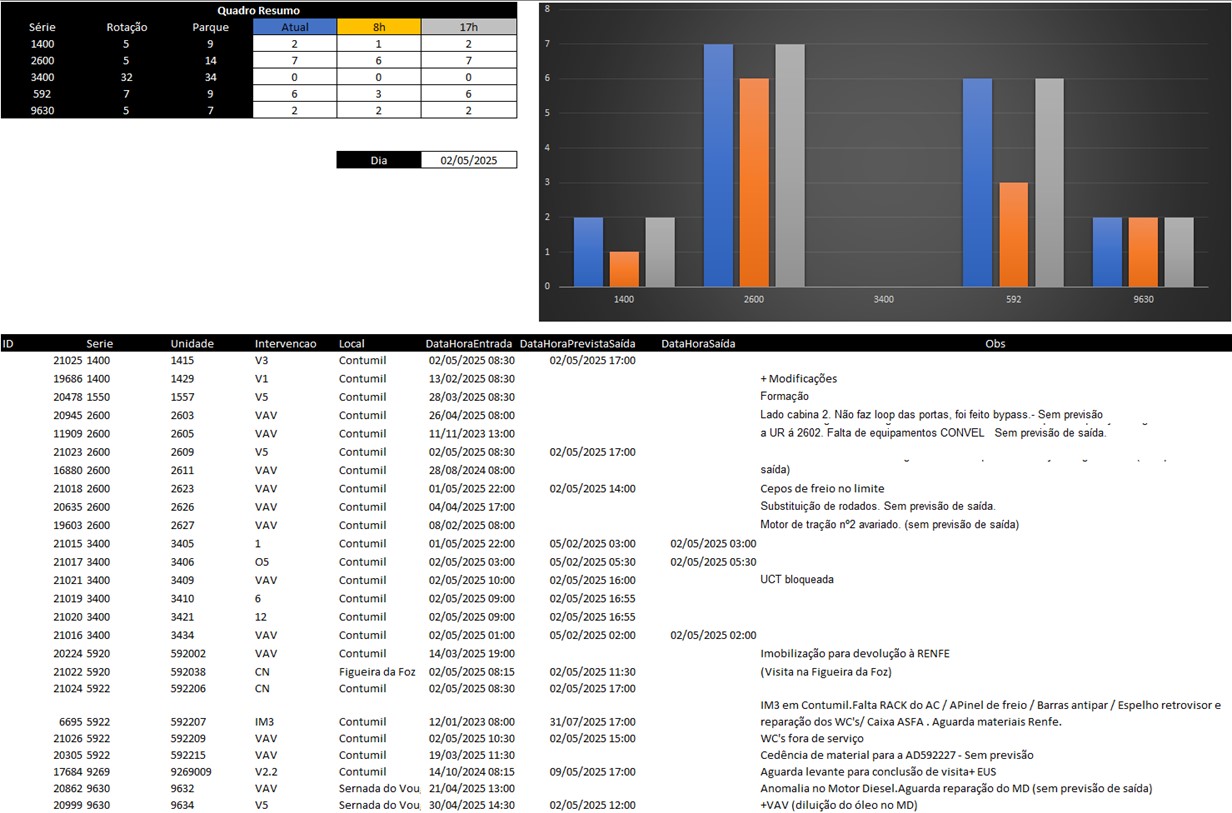 Quadro Resumo
Série Rotação Parque Atual 8h 17h
1400 5 9 2 1 2
2600 5 14 7 6 7
3400 32 34 0 0 0
592 7 9 6 3 6
9630 5 7 2 2 2
Dia 02/05/2025
8
7
6
5
4
3
2
1
0
1400 2600 3400 592 9630
ID Serie Unidade Intervencao Local DataHoraEntrada DataHoraPrevistaSaída DataHoraSaída Obs
21025 1400 1415 V3 Contumil 02/05/2025 08:30 02/05/2025 17:00
19686 1400 1429 V1 Contumil 13/02/2025 08:30 + Modificações
20478 1550 1557 V5 Contumil 28/03/2025 08:30 Formação
20945 2600 2603 VAV Contumil 26/04/2025 08:00 Lado cabina 2. Não faz loop das portas, foi feito bypass.- Sem previsão
11909 2600 2605 VAV Contumil 11/11/2023 13:00 a UR á 2602. Falta de equipamentos CONVEL Sem previsão de saída.
21023 2600 2609 V5 Contumil 02/05/2025 08:30 02/05/2025 17:00
16880 2600 2611 VAV Contumil 28/08/2024 08:00 saída)
21018 2600 2623 VAV Contumil 01/05/2025 22:00 02/05/2025 14:00 Cepos de freio no limite
20635 2600 2626 VAV Contumil 04/04/2025 17:00 Substituição de rodados. Sem previsão de saída.
19603 2600 2627 VAV Contumil 08/02/2025 08:00 Motor de tração nº2 avariado. (sem previsão de saída)
21015 3400 3405 1 Contumil 01/05/2025 22:00 05/02/2025 03:00 02/05/2025 03:00
21017 3400 3406 O5 Contumil 02/05/2025 03:00 05/02/2025 05:30 02/05/2025 05:30
21021 3400 3409 VAV Contumil 02/05/2025 10:00 02/05/2025 16:00 UCT bloqueada
21019 3400 3410 6 Contumil 02/05/2025 09:00 02/05/2025 16:55
21020 3400 3421 12 Contumil 02/05/2025 09:00 02/05/2025 16:55
21016 3400 3434 VAV Contumil 02/05/2025 01:00 05/02/2025 02:00 02/05/2025 02:00
20224 5920 592002 VAV Contumil 14/03/2025 19:00 Imobilização para devolução à RENFE
21022 5920 592038 CN Figueira da Foz 02/05/2025 08:15 02/05/2025 11:30 (Visita na Figueira da Foz)
21024 5922 592206 CN Contumil 02/05/2025 08:30 02/05/2025 17:00
IM3 em Contumil.Falta RACK do AC / APinel de freio / Barras antipar / Espelho retrovisor e
6695 5922 592207 IM3 Contumil 12/01/2023 08:00 31/07/2025 17:00 reparação dos WC's/ Caixa ASFA . Aguarda materiais Renfe.
21026 5922 592209 VAV Contumil 02/05/2025 10:30 02/05/2025 15:00 WC's fora de serviço
20305 5922 592215 VAV Contumil 19/03/2025 11:30 Cedência de material para a AD592227 - Sem previsão
17684 9269 9269009 V2.2 Contumil 14/10/2024 08:15 09/05/2025 17:00 Aguarda levante para conclusão de visita+ EUS
20862 9630 9632 VAV Sernada do Vou 21/04/2025 13:00 Anomalia no Motor Diesel.Aguarda reparação do MD (sem previsão de saída)
20999 9630 9634 V5 Sernada do Vou 30/04/2025 14:30 02/05/2025 12:00 +VAV (diluição do óleo no MD)